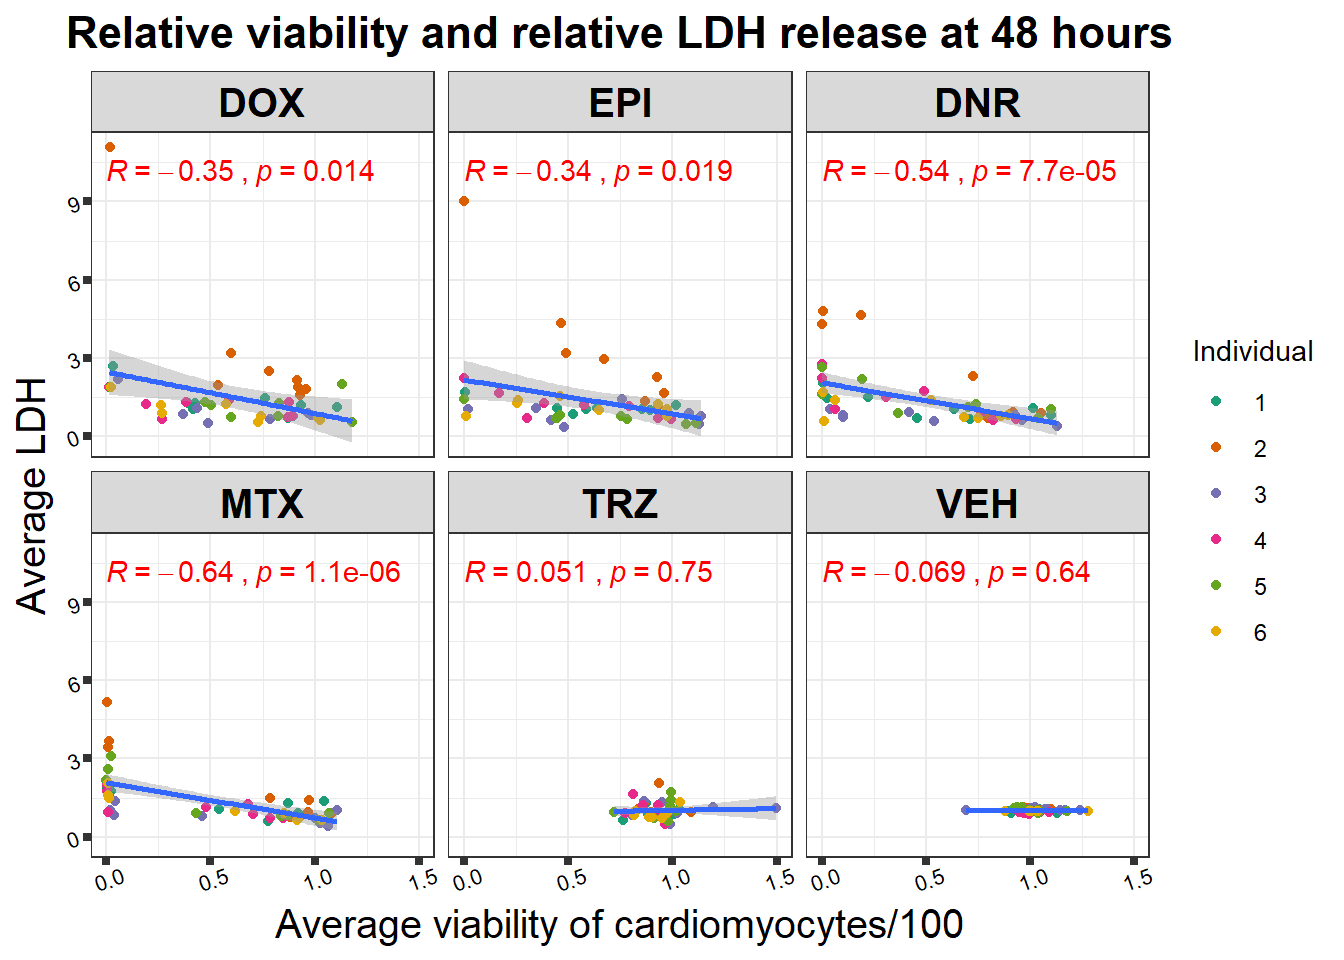 Relative viability and relative LDH release at 48 hours
DOX
EPI
DNR
R = −0.35 , p = 0.014
R = −0.34 , p = 0.019
R = −0.54 , p = 7.7e-05
9
6
3
0
MTX
TRZ
VEH
R = −0.64 , p = 1.1e-06
R = 0.051 , p = 0.75
R = −0.069 , p = 0.64
9
6
3
0
0.0 0.5 1.0 1.5
0.0 0.5 1.0 1.5
0.0 0.5 1.0 1.5
Average viability of cardiomyocytes/100
Average LDH
Individual
1
2
3
4
5
6